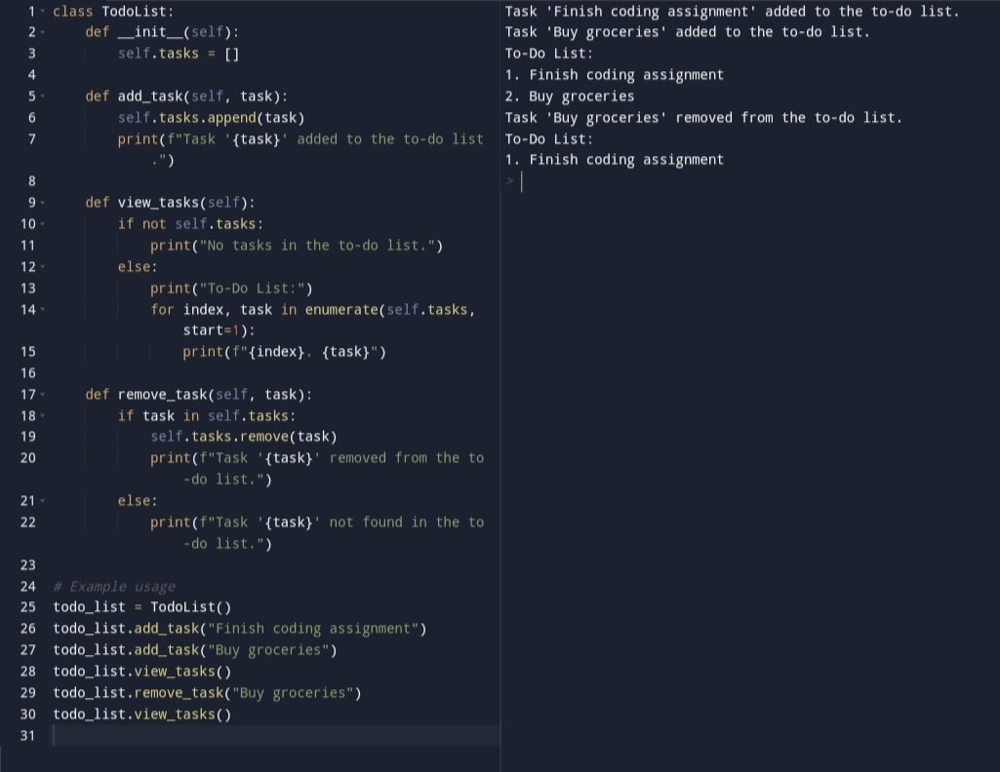 1 class TodoList:
2     def __init__(self):
3         self.tasks = []
4
5     def add_task(self, task):
6         self.tasks.append(task)
7         print(f"Task '{task}' added to the to-do list
            .")
8
9     def view_tasks(self):
10         if not self.tasks:
11             print("No tasks in the to-do list.")
12         else:
13             print("To-Do List:")
14             for index, task in enumerate(self.tasks,
                start=1):
15                 print(f"{index}. {task}")
16
17     def remove_task(self, task):
18         if task in self.tasks:
19             self.tasks.remove(task)
20             print(f"Task '{task}' removed from the to
                -do list.")
21         else:
22             print(f"Task '{task}' not found in the to
                -do list.")
23
24 # Example usage
25 todo_list = TodoList()
26 todo_list.add_task("Finish coding assignment")
27 todo_list.add_task("Buy groceries")
28 todo_list.view_tasks()
29 todo_list.remove_task("Buy groceries")
30 todo_list.view_tasks()
31
Task 'Finish coding assignment' added to the to-do list.
Task 'Buy groceries' added to the to-do list.
To-Do List:
1. Finish coding assignment
2. Buy groceries
Task 'Buy groceries' removed from the to-do list.
To-Do List:
1. Finish coding assignment
>